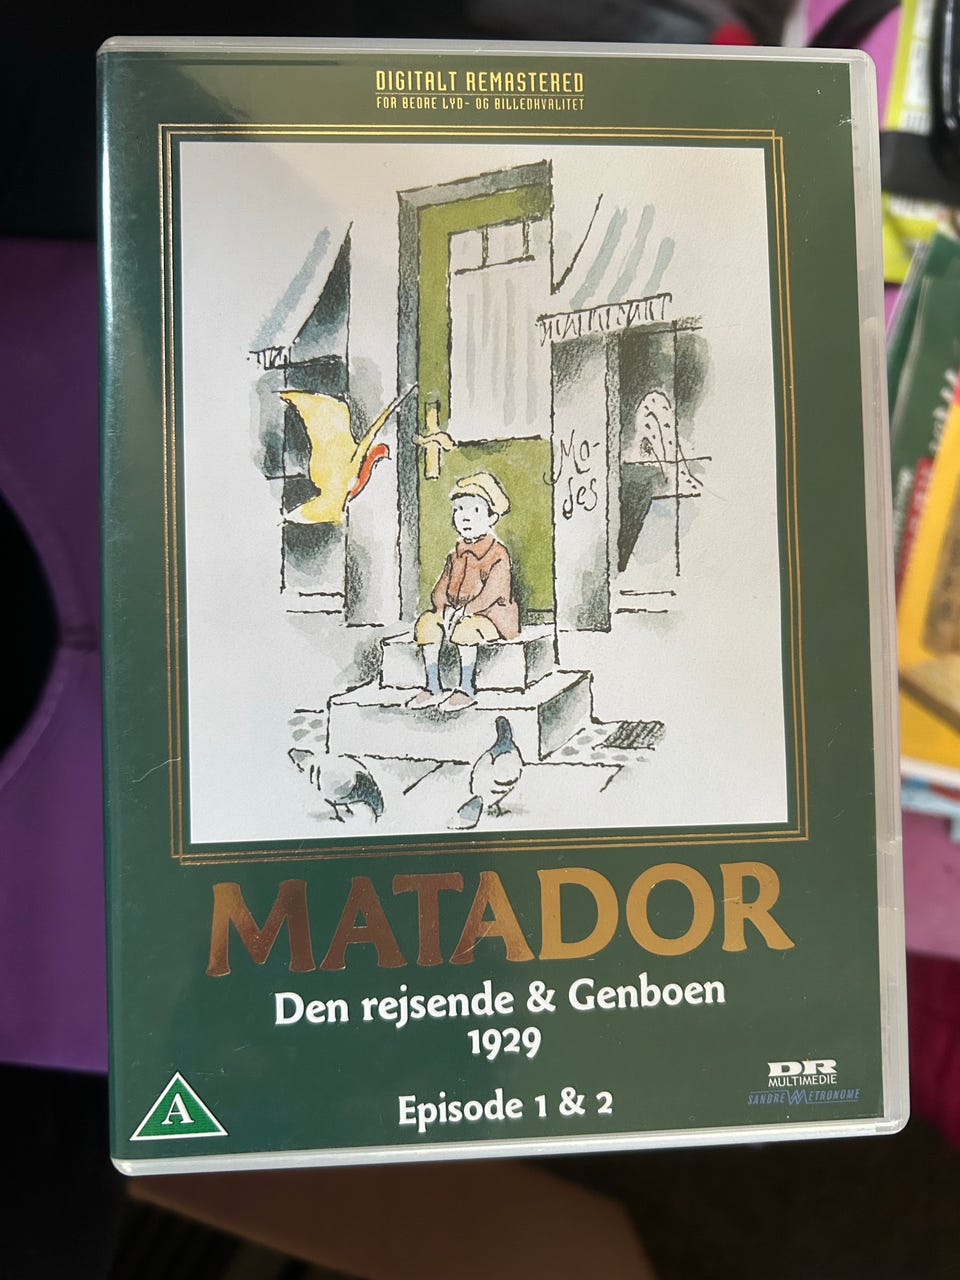 DIGITALT REMASTERED
FOR BEDRE LYD- OG BILLEDKVALITET
Mo-
des
MATADOR
Den rejsende & Genboen
1929
Episode 1 & 2
A
DR
MULTIMEDIE
SANDREW METRONOME